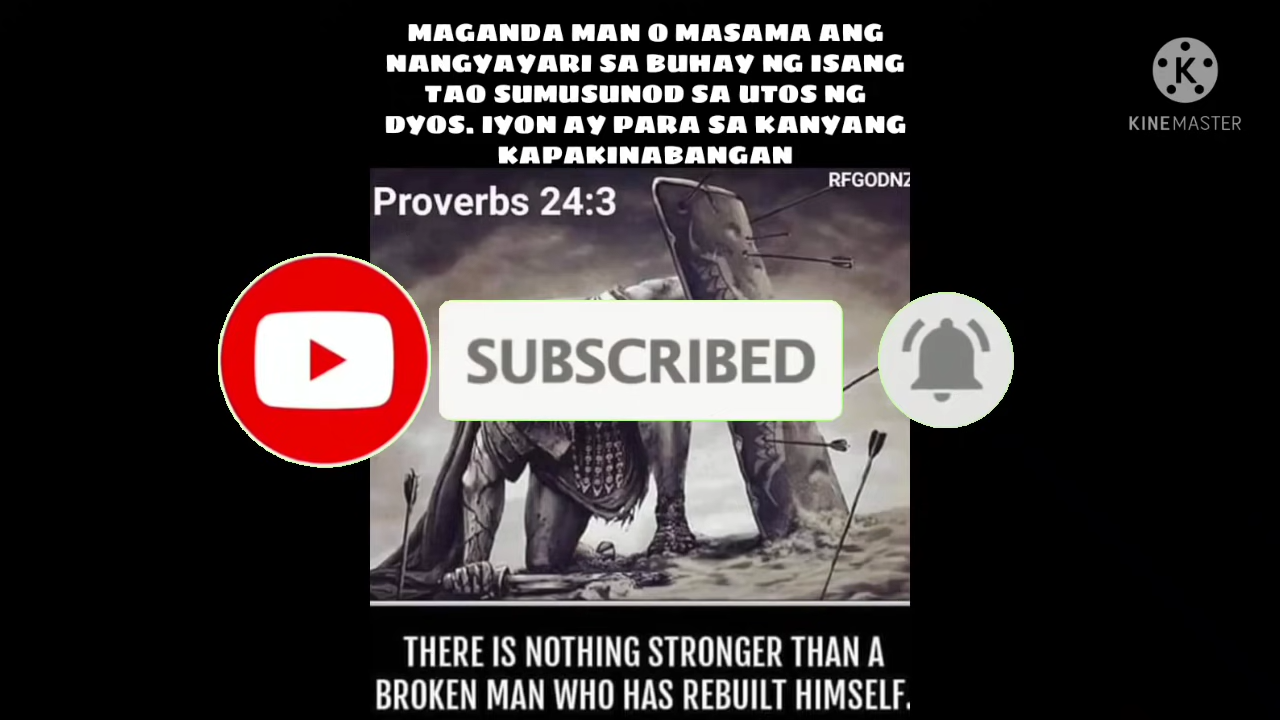 MAGANDA MAN O MASAMA ANG
NANGYAYARI SA BUHAY NG ISANG
TAO SUMUSUNOD SA UTOS NG
DYOS. IYON AY PARA SA KANYANG
KAPAKINABANGAN
K
KINEMASTER
RFGODNZ
Proverbs 24:3
SUBSCRIBED
THERE IS NOTHING STRONGER THAN A
BROKEN MAN WHO HAS REBUILT HIMSELF.